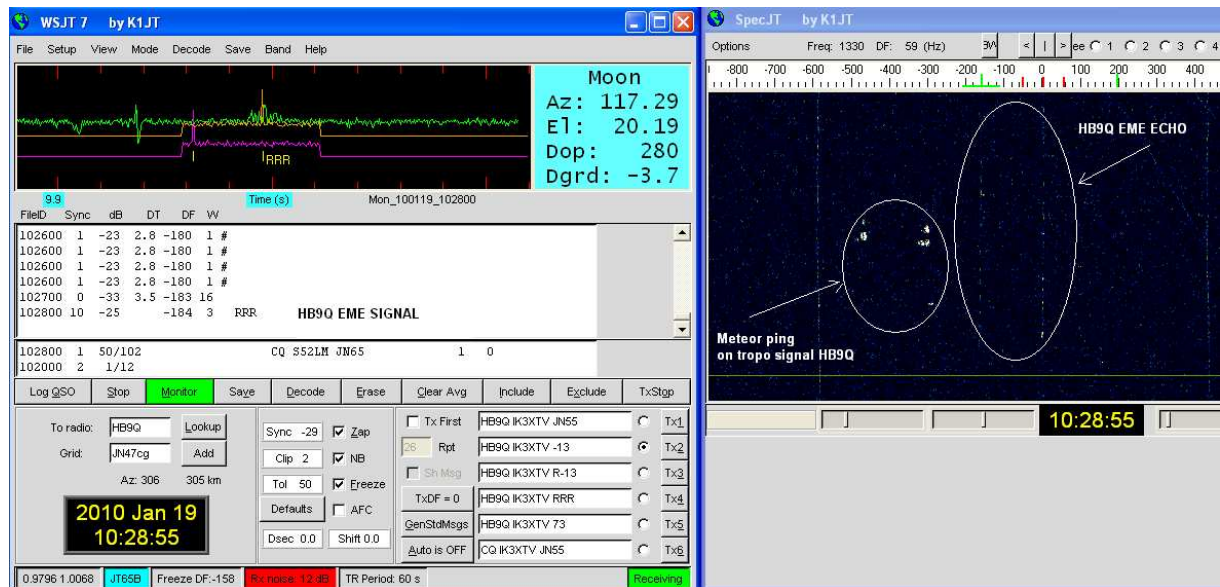 WSJT 7 by K1JT
File Setup View Mode Decode Save Band Help
Moon
Az: 117.29
El: 20.19
Dop: 280
Dgrd: -3.7
RRR
9.9 Time (s) Mon_100119_102800
FileID Sync dB DT DF W
102600 1 -23 2.8 -180 1 #
102600 1 -23 2.8 -180 1 #
102600 1 -23 2.8 -180 1 #
102600 1 -23 2.8 -180 1 #
102700 0 -33 3.5 -183 16
102800 10 -25 -184 3 RRR HB9Q EME SIGNAL
102800 1 50/102 CQ S52LM JN65 1 0
102000 2 1/12
Log QSO Stop Monitor Save Decode Erase Clear Avg Include Exclude TxStop
To radio: HB9Q Lookup
Grid: JN47cg Add
Az: 306 305 km
2010 Jan 19
10:28:55
Sync -29 Zap
Clip 2 NB
Tol 50 Freeze
Defaults AFC
Dsec 0.0 Shift 0.0
Tx First HB9Q IK3XTV JN55 Tx1
26 Rpt HB9Q IK3XTV -13 Tx2
Sh Msg HB9Q IK3XTV R-13 Tx3
TxDF = 0 HB9Q IK3XTV RRR Tx4
GenStdMsgs HB9Q IK3XTV 73 Tx5
Auto is OFF CQ IK3XTV JN55 Tx6
0.9796 1.0068 JT65B Freeze DF:-158 Rx noise: 12 dB TR Period: 60 s Receiving
SpecJT by K1JT
Options Freq: 1330 DF: 59 (Hz) < | > ee 1 2 3 4
-800 -700 -600 -500 -400 -300 -200 -100 0 100 200 300 400
HB9Q EME ECHO
Meteor ping
on tropo signal HB9Q
10:28:55